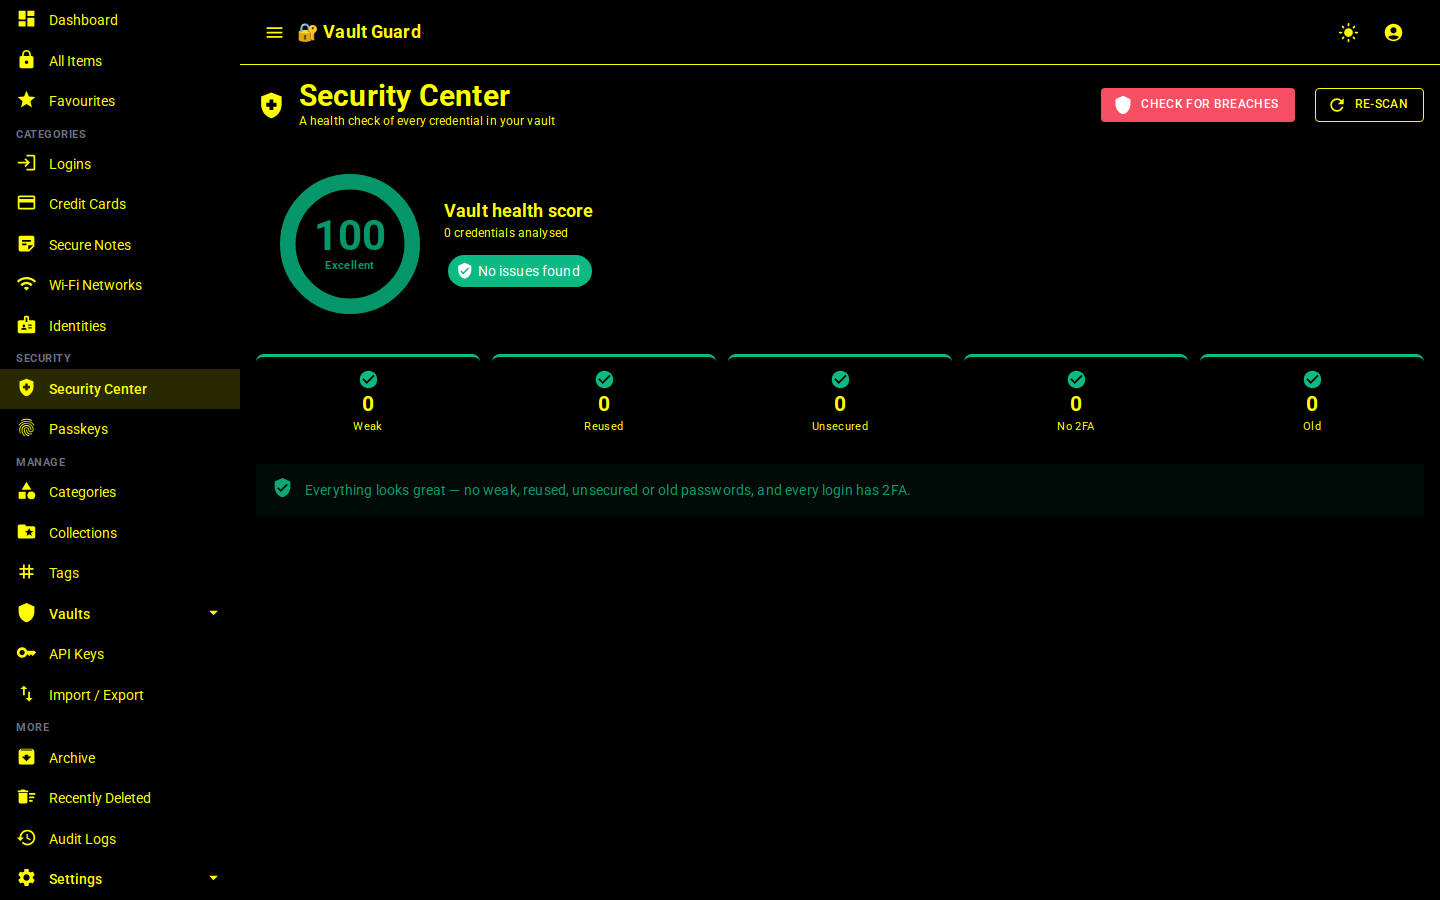 Dashboard
All Items
Favourites
CATEGORIES
Logins
Credit Cards
Secure Notes
Wi-Fi Networks
Identities
SECURITY
Security Center
Passkeys
MANAGE
Categories
Collections
Tags
Vaults
API Keys
Import / Export
MORE
Archive
Recently Deleted
Audit Logs
Settings
Vault Guard
Security Center
A health check of every credential in your vault
CHECK FOR BREACHES
RE-SCAN
100
Excellent
Vault health score
0 credentials analysed
No issues found
0
Weak
0
Reused
0
Unsecured
0
No 2FA
0
Old
Everything looks great — no weak, reused, unsecured or old passwords, and every login has 2FA.